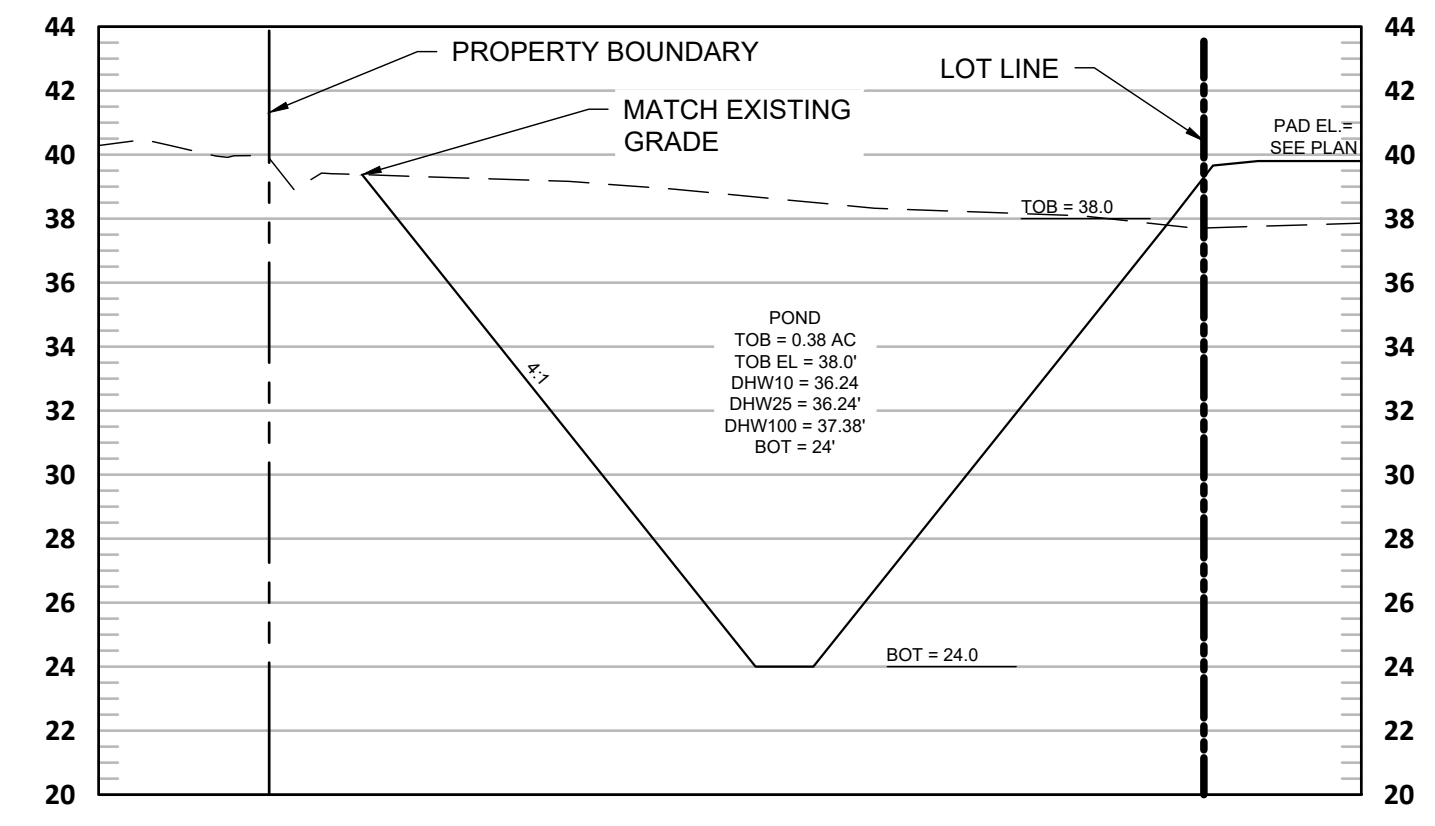 44
44
PROPERTY BOUNDARY
LOT LINE
42
42
MATCH EXISTING
GRADE
PAD EL.=
SEE PLAN
40
40
TOB = 38.0
38
38
36
36
POND
TOB = 0.38 AC
TOB EL = 38.0'
DHW10 = 36.24
DHW25 = 36.24'
DHW100 = 37.38'
BOT = 24'
34
34
4:1
32
32
30
30
28
28
26
26
BOT = 24.0
24
24
22
22
20
20